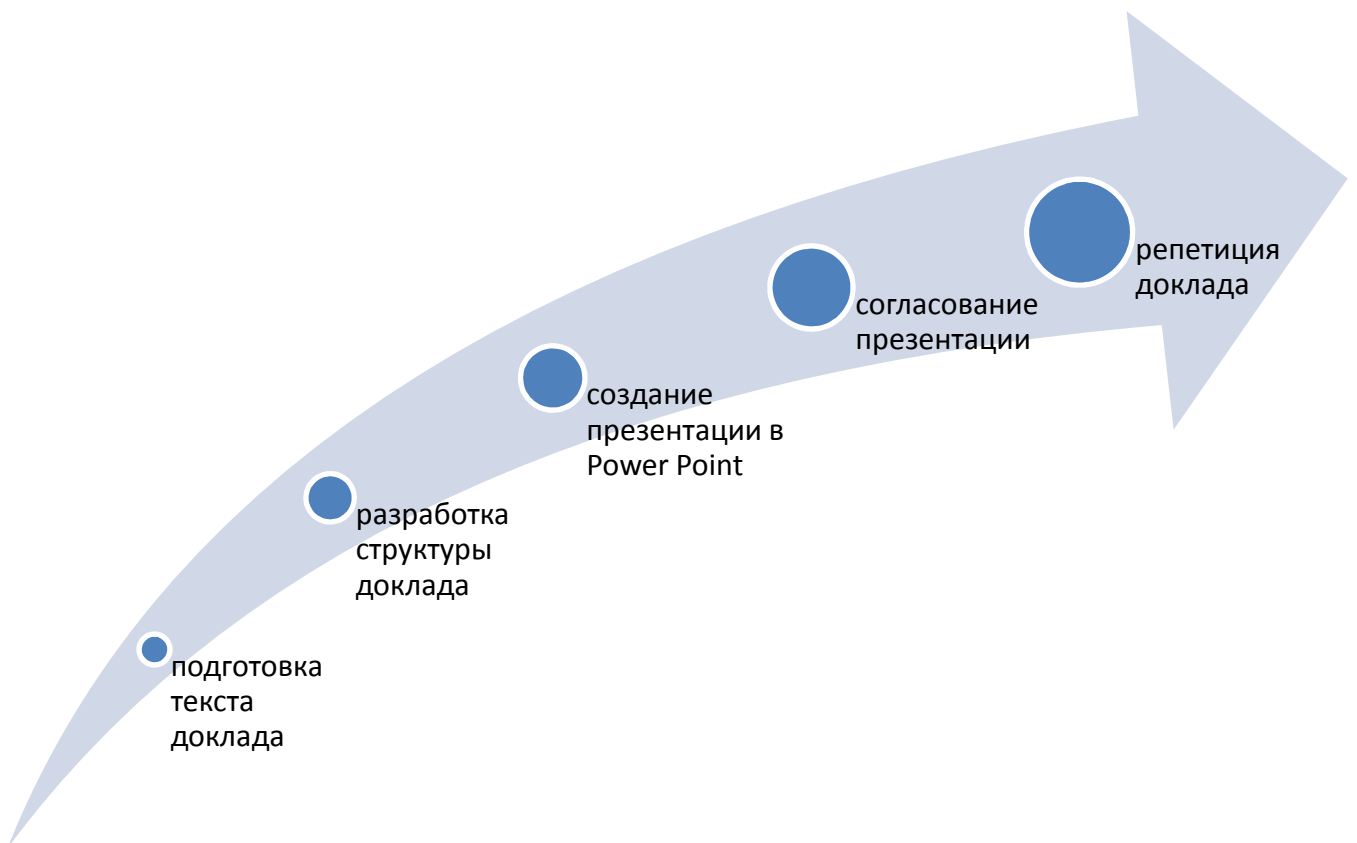 подготовка
текста
доклада
разработка
структуры
доклада
создание
презентации в
Power Point
согласование
презентации
репетиция
доклада